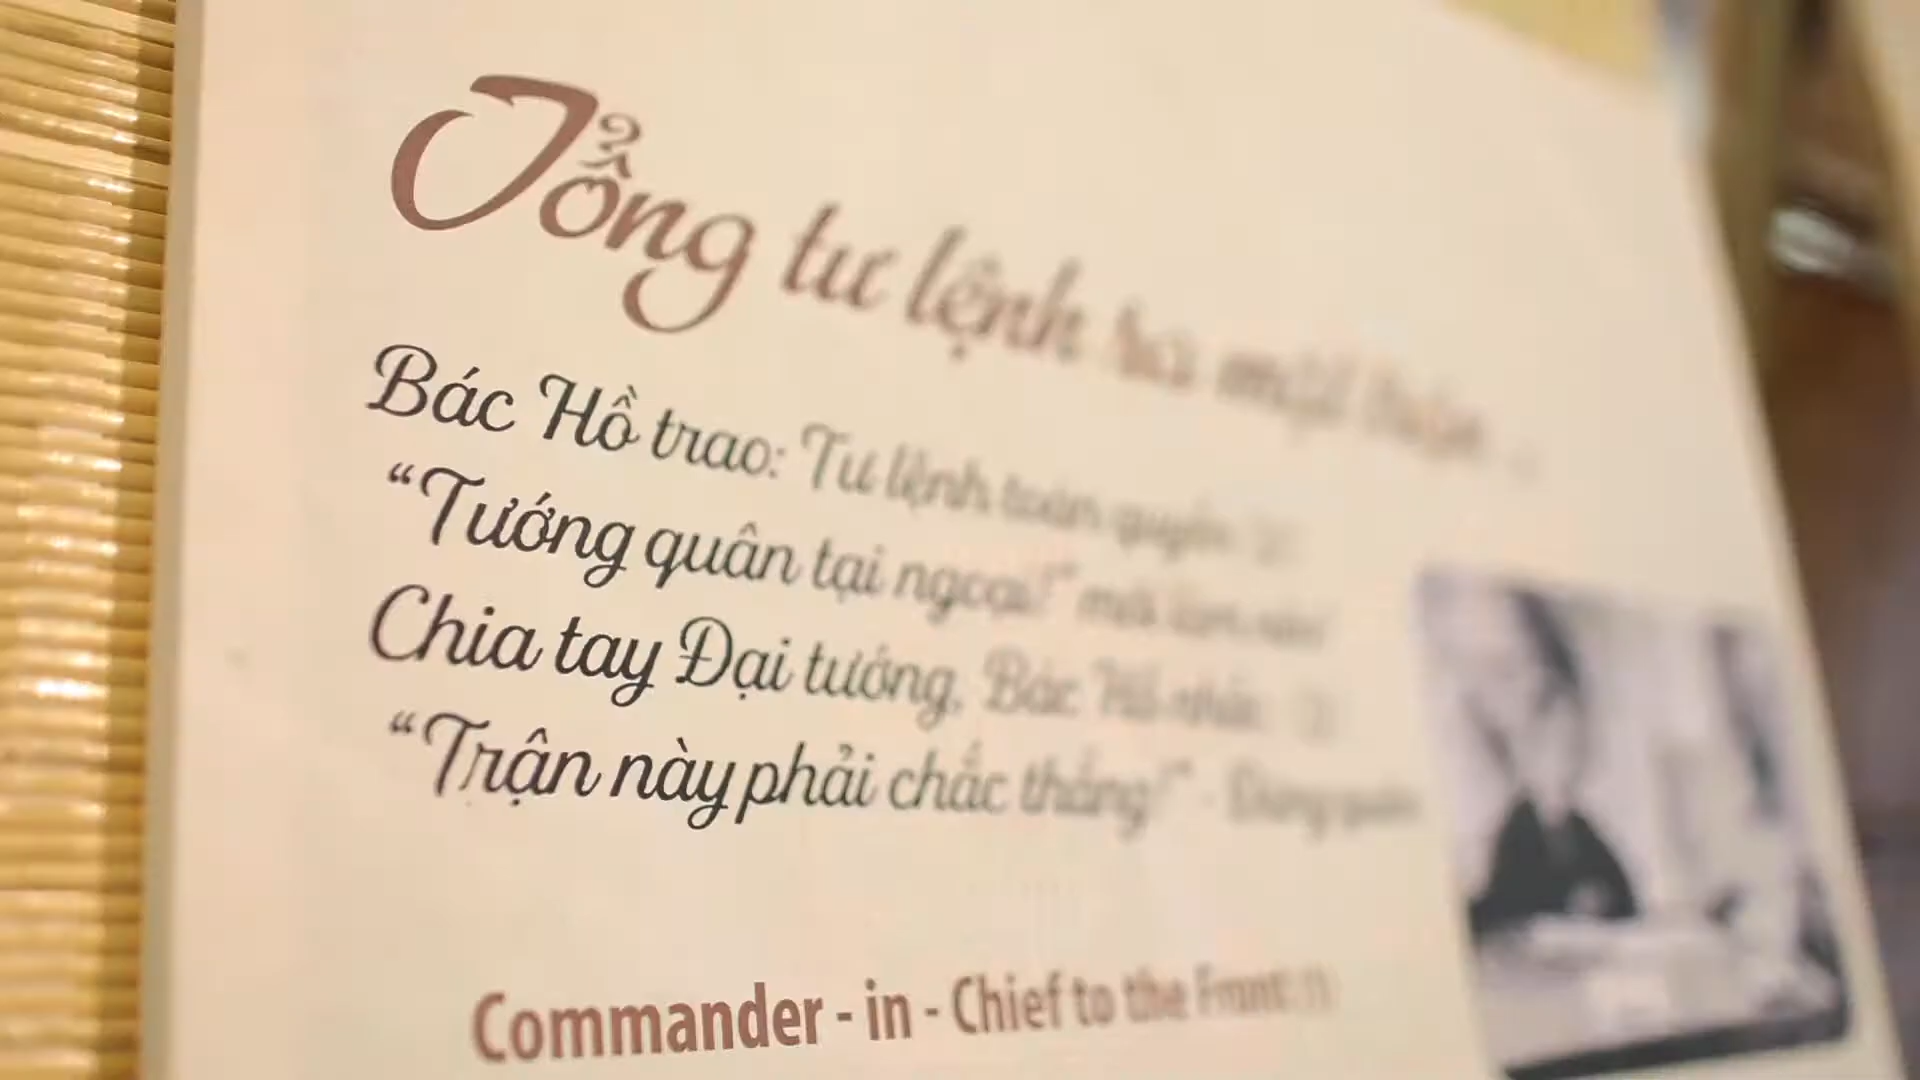 Tổng tư lệnh ra mặt trận
Bác Hồ trao: Tư lệnh toàn quyền
“Tướng quân tại ngoại!”
Chia tay Đại tướng, Bác Hồ nhắc
“Trận này phải chắc thắng!” -
Commander - in - Chief to the Front